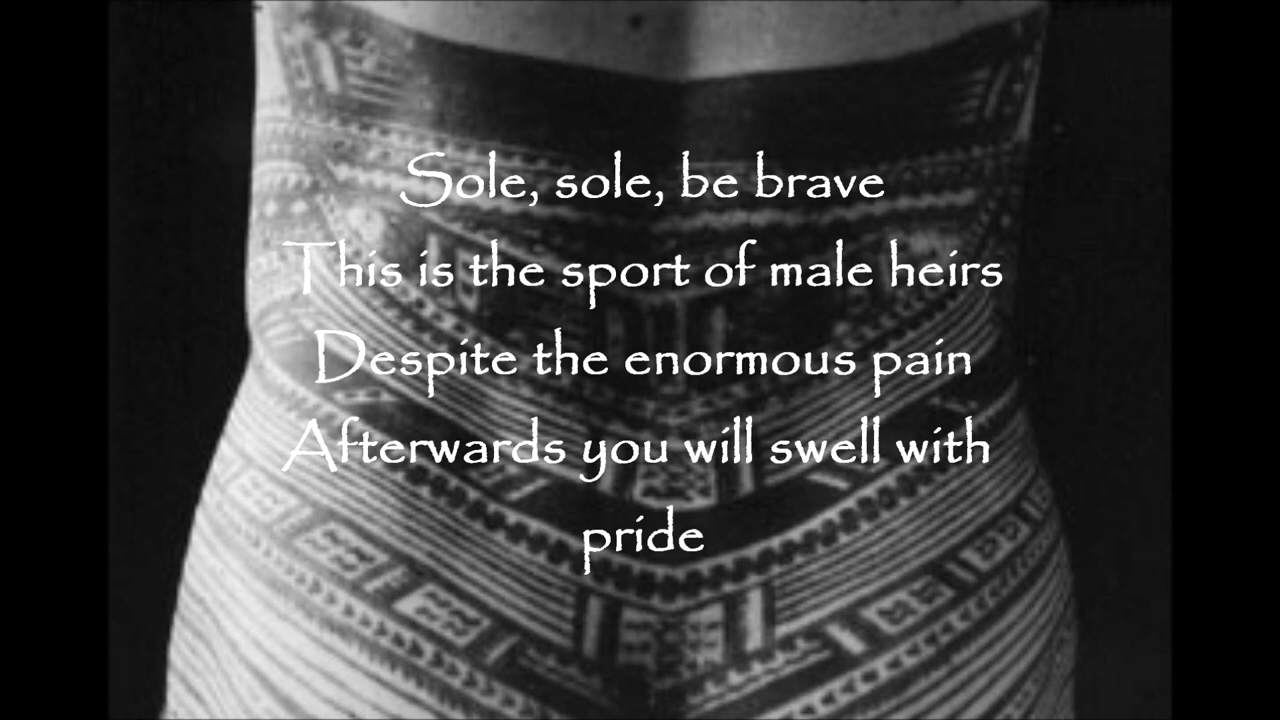 Sole, sole, be brave
This is the sport of male heirs
Despite the enormous pain
Afterwards you will swell with
pride